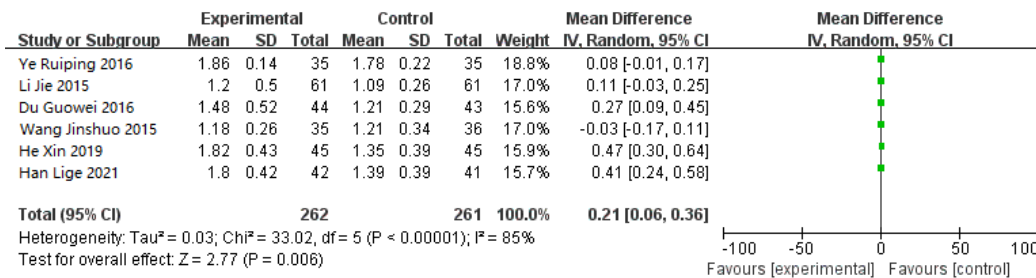 Experimental Control Mean Difference Mean Difference
Study or Subgroup Mean SD Total Mean SD Total Weight IV, Random, 95% CI IV, Random, 95% CI
Ye Ruiping 2016 1.86 0.14 35 1.78 0.22 35 18.8% 0.08 [-0.01, 0.17]
Li Jie 2015 1.2 0.5 61 1.09 0.26 61 17.0% 0.11 [-0.03, 0.25]
Du Guowei 2016 1.48 0.52 44 1.21 0.29 43 15.6% 0.27 [0.09, 0.45]
Wang Jinshuo 2015 1.18 0.26 35 1.21 0.34 36 17.0% -0.03 [-0.17, 0.11]
He Xin 2019 1.82 0.43 45 1.35 0.39 45 15.9% 0.47 [0.30, 0.64]
Han Lige 2021 1.8 0.42 42 1.39 0.39 41 15.7% 0.41 [0.24, 0.58]
Total (95% CI) 262 261 100.0% 0.21 [0.06, 0.36]
Heterogeneity: Tau² = 0.03; Chi² = 33.02, df = 5 (P < 0.00001); I² = 85%
Test for overall effect: Z = 2.77 (P = 0.006)
-100 -50 0 50 100
Favours [experimental] Favours [control]